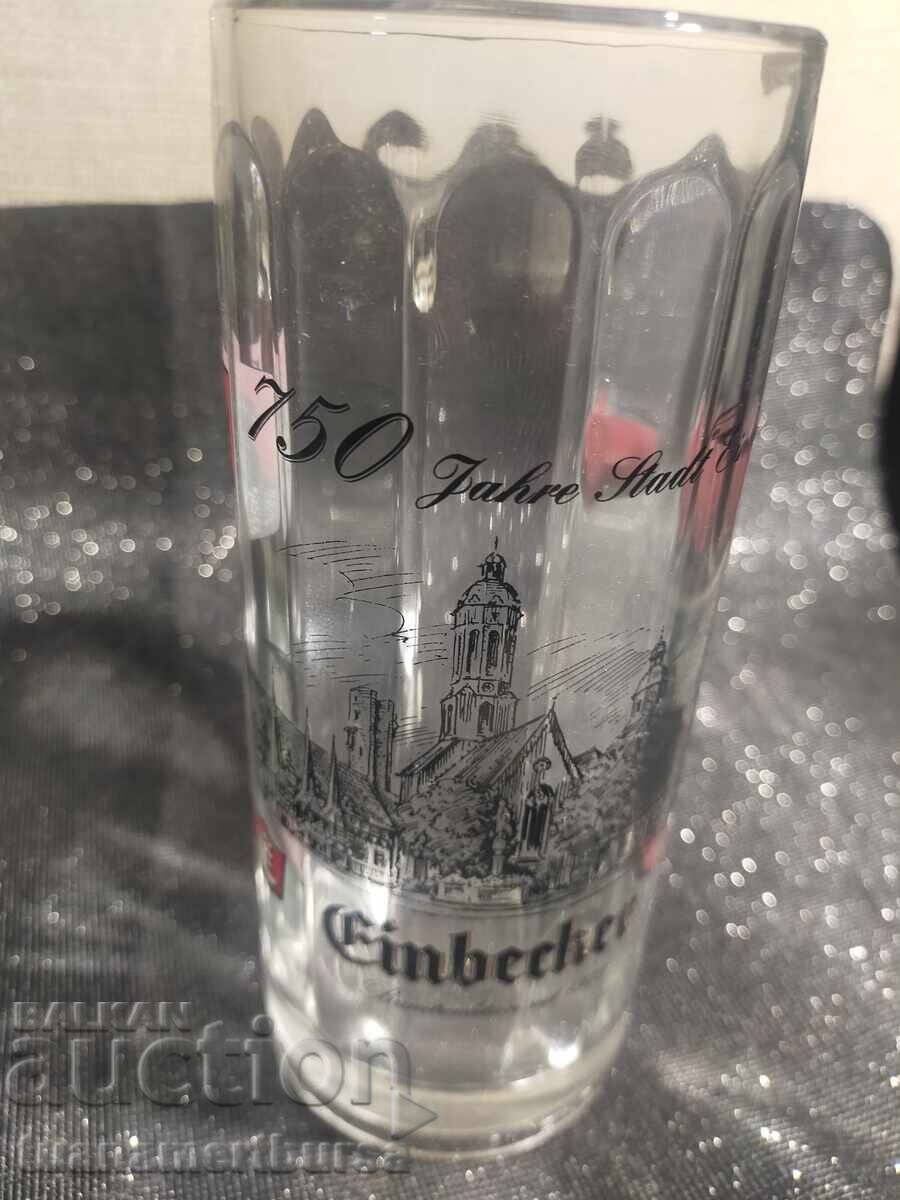 750 Jahre Stadt
Einbecker
BALKAN
auction